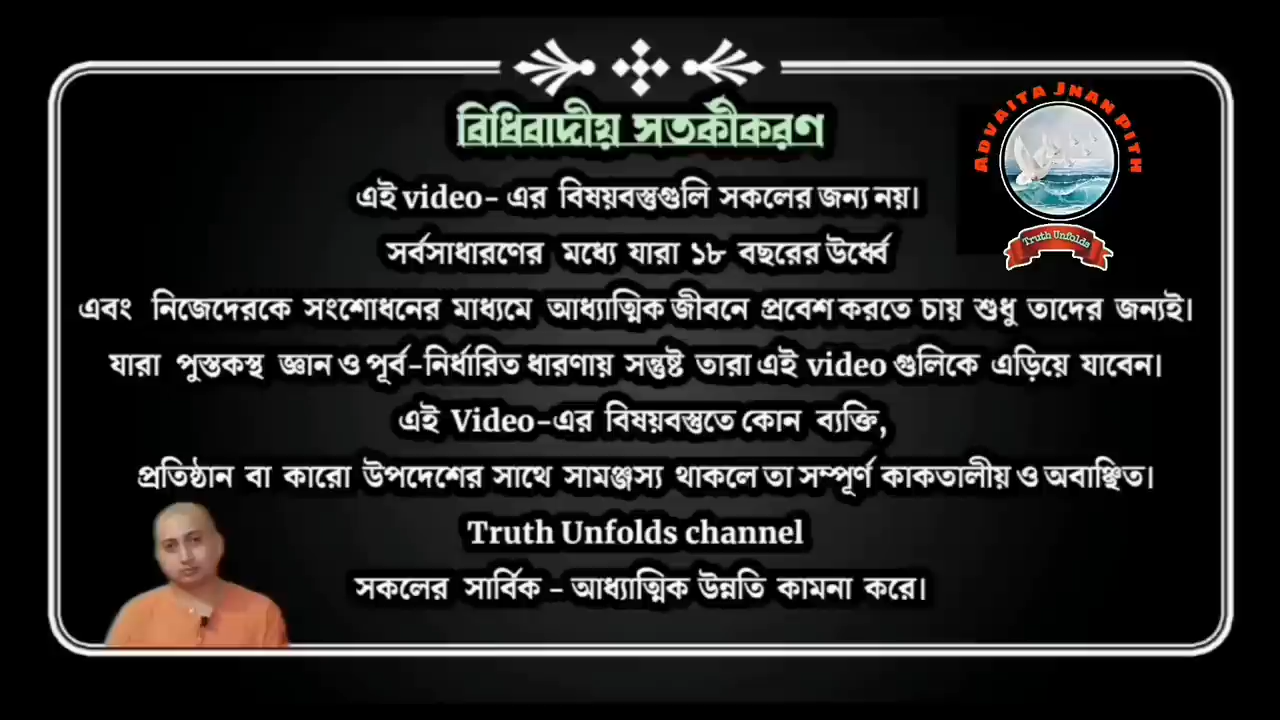 বিধিবাদীয় সতর্কীকরণ
ADVAITA JNAN PITH
Truth Unfolds
এই video- এর বিষয়বস্তুগুলি সকলের জন্য নয়।
সর্বসাধারণের মধ্যে যারা ১৮ বছরের উর্ধ্বে
এবং নিজেদেরকে সংশোধনের মাধ্যমে আধ্যাত্মিক জীবনে প্রবেশ করতে চায় শুধু তাদের জন্যই।
যারা পুস্তকস্থ জ্ঞান ও পূর্ব-নির্ধারিত ধারণায় সন্তুষ্ট তারা এই video গুলিকে এড়িয়ে যাবেন।
এই Video-এর বিষয়বস্তুতে কোন ব্যক্তি,
প্রতিষ্ঠান বা কারো উপদেশের সাথে সামঞ্জস্য থাকলে তা সম্পূর্ণ কাকতালীয় ও অবাঞ্ছিত।
Truth Unfolds channel
সকলের সার্বিক - আধ্যাত্মিক উন্নতি কামনা করে।